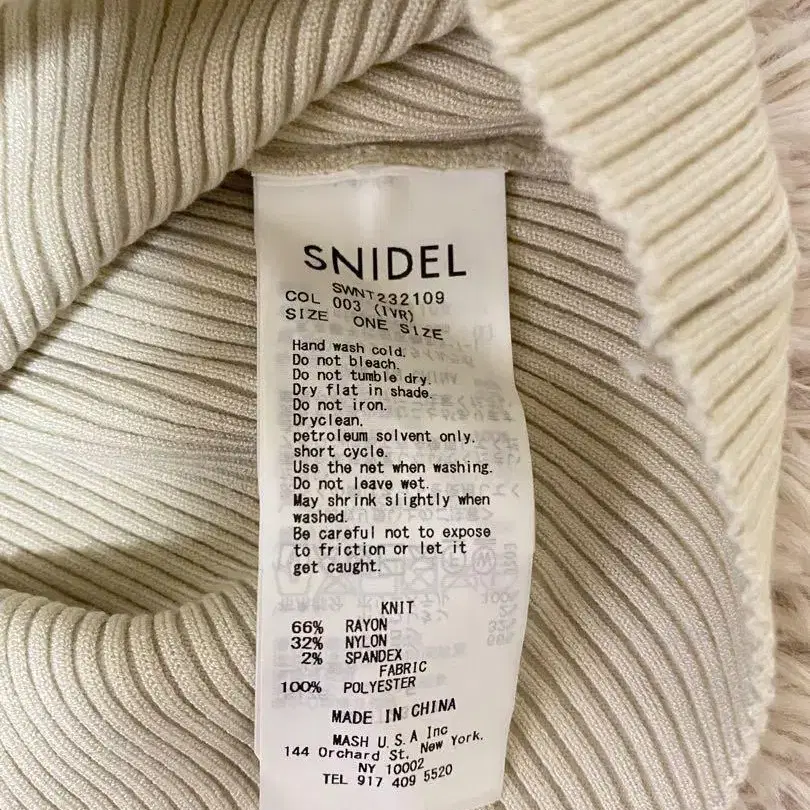 SNIDEL
SWNT232109
COL 003 (IVR)
SIZE ONE SIZE
Hand wash cold.
Do not bleach.
Do not tumble dry.
Dry flat in shade.
Do not iron.
Dryclean.
petroleum solvent only.
short cycle.
Use the net when washing.
Do not leave wet.
May shrink slightly when
washed.
Be careful not to expose
to friction or let it
get caught.
KNIT
66% RAYON
32% NYLON
2% SPANDEX
FABRIC
100% POLYESTER
MADE IN CHINA
MASH U.S.A Inc
144 Orchard St. New York.
NY 10002
TEL 917 409 5520